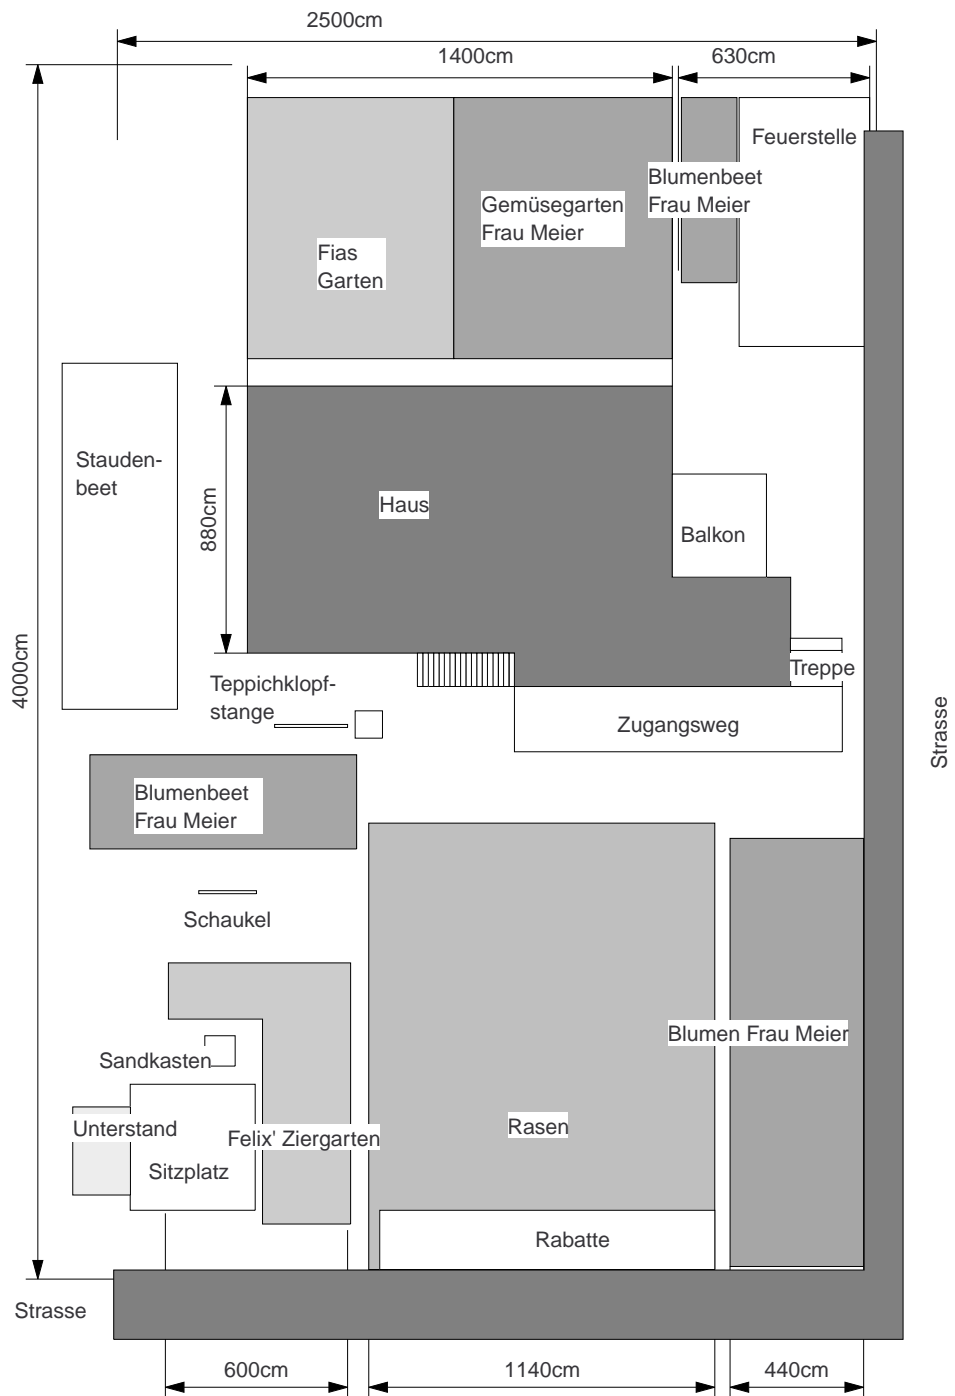 2500cm
1400cm
630cm
Feuerstelle
Blumenbeet
Frau Meier
Gemüsegarten
Frau Meier
Fias
Garten
Stauden-
beet
Haus
880cm
Balkon
4000cm
Treppe
Teppichklopf-
stange
Zugangsweg
Strasse
Blumenbeet
Frau Meier
Schaukel
Blumen Frau Meier
Sandkasten
Unterstand
Felix' Ziergarten
Rasen
Sitzplatz
Rabatte
Strasse
600cm
1140cm
440cm